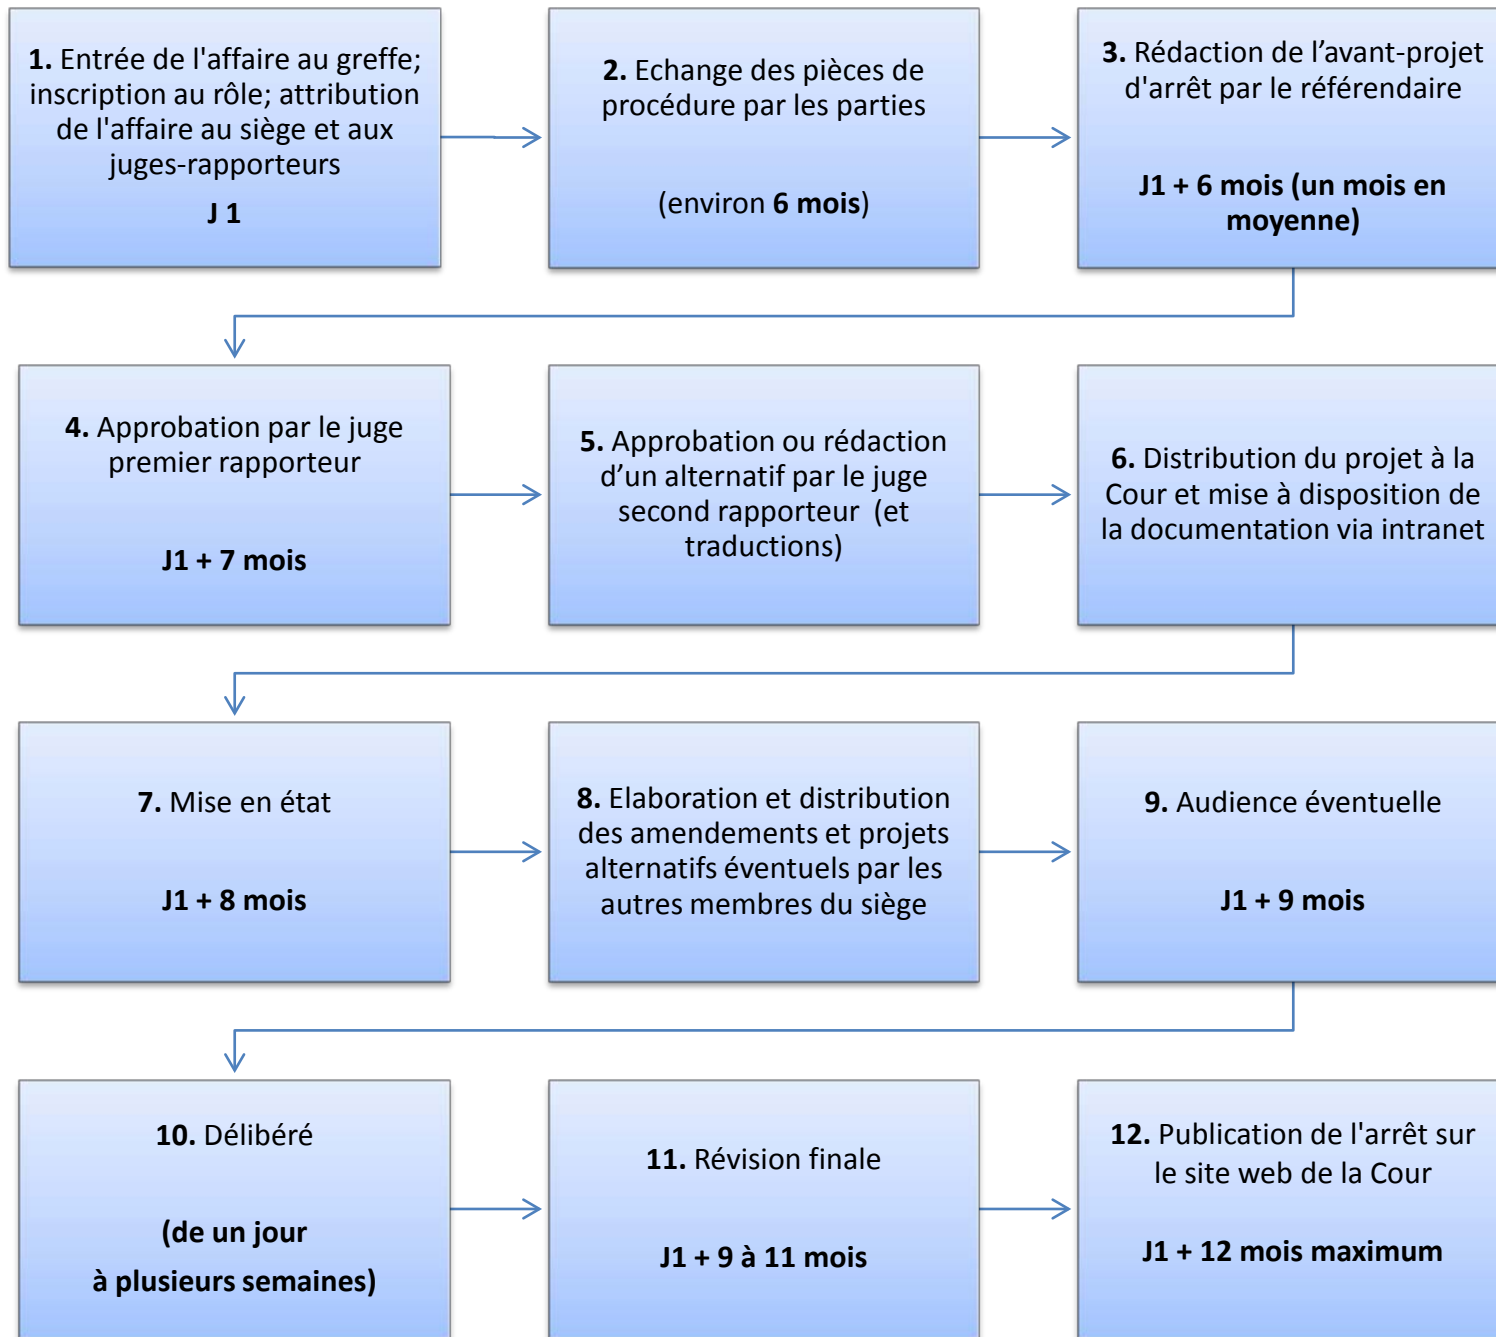 1. Entrée de l'affaire au greffe;
inscription au rôle; attribution
de l'affaire au siège et aux
juges-rapporteurs
J 1
2. Echange des pièces de
procédure par les parties
(environ 6 mois)
3. Rédaction de l’avant-projet
d'arrêt par le référendaire
J1 + 6 mois (un mois en
moyenne)
4. Approbation par le juge
premier rapporteur
J1 + 7 mois
5. Approbation ou rédaction
d’un alternatif par le juge
second rapporteur (et
traductions)
6. Distribution du projet à la
Cour et mise à disposition de
la documentation via intranet
7. Mise en état
J1 + 8 mois
8. Elaboration et distribution
des amendements et projets
alternatifs éventuels par les
autres membres du siège
9. Audience éventuelle
J1 + 9 mois
10. Délibéré
(de un jour
à plusieurs semaines)
11. Révision finale
J1 + 9 à 11 mois
12. Publication de l'arrêt sur
le site web de la Cour
J1 + 12 mois maximum